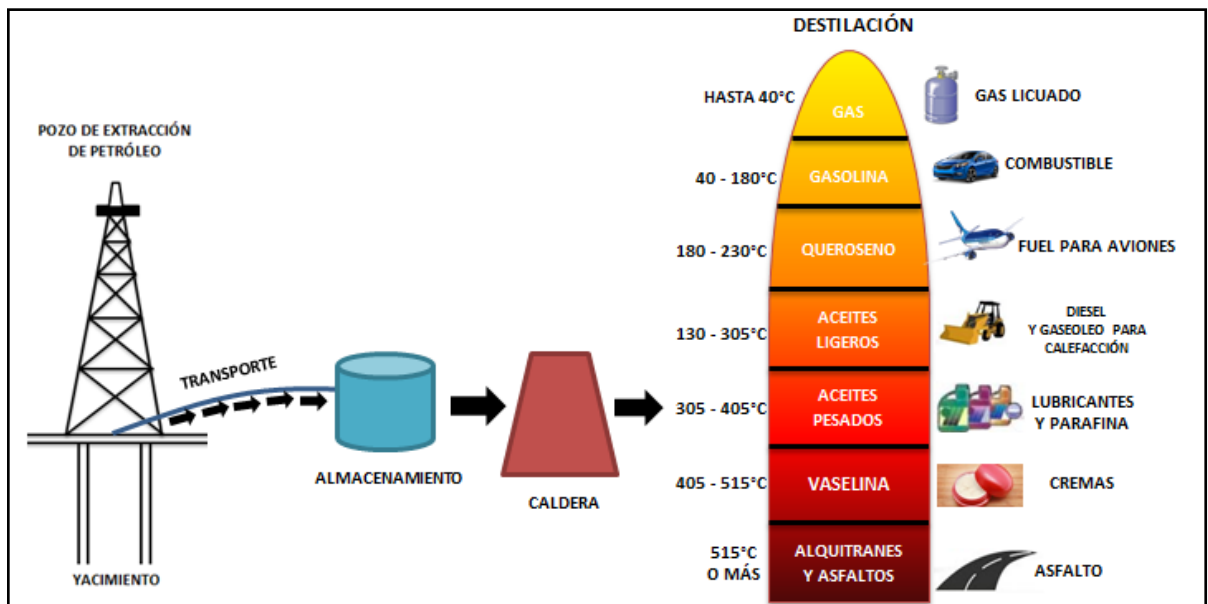 DESTILACIÓN
POZO DE EXTRACCIÓN
DE PETRÓLEO
TRANSPORTE
YACIMIENTO
ALMACENAMIENTO
CALDERA
HASTA 40°C
GAS
GAS LICUADO
40 - 180°C
GASOLINA
COMBUSTIBLE
180 - 230°C
QUEROSENO
FUEL PARA AVIONES
130 - 305°C
ACEITES
LIGEROS
DIESEL
Y GASEOLEO PARA
CALEFACCIÓN
305 - 405°C
ACEITES
PESADOS
LUBRICANTES
Y PARAFINA
405 - 515°C
VASELINA
CREMAS
515°C
O MÁS
ALQUITRANES
Y ASFALTOS
ASFALTO